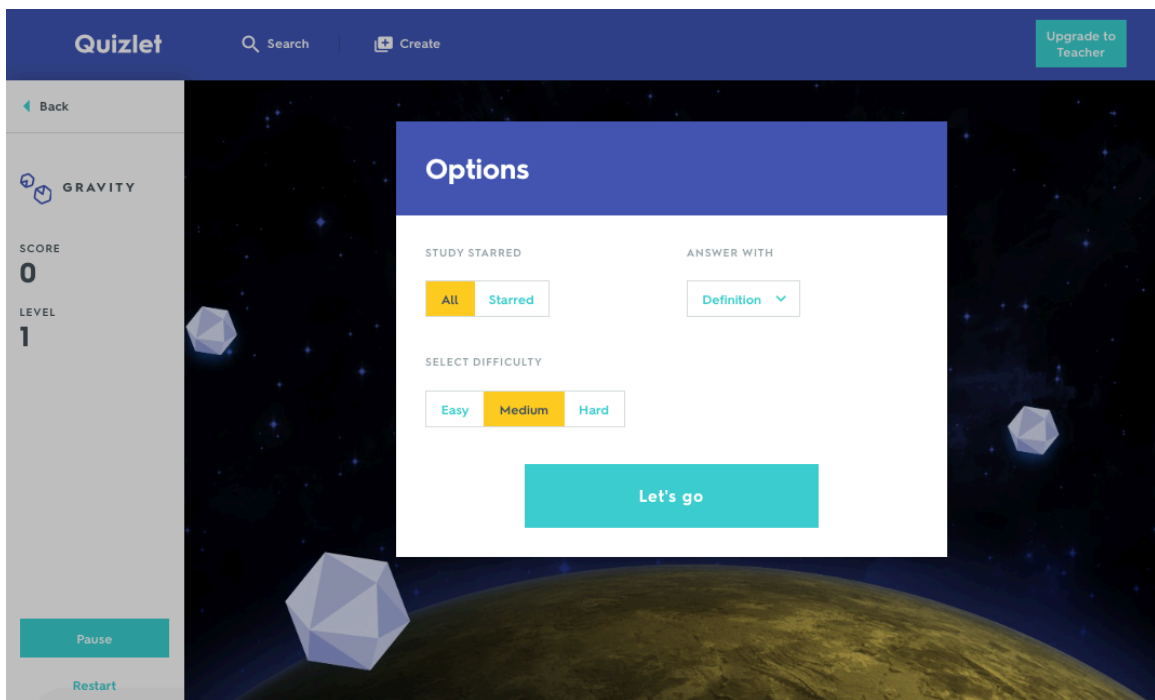 Quizlet
Search
Create
Upgrade to
Teacher
Back
GRAVITY
SCORE
0
LEVEL
1
Pause
Restart
Options
STUDY STARRED
All
Starred
ANSWER WITH
Definition
SELECT DIFFICULTY
Easy
Medium
Hard
Let's go